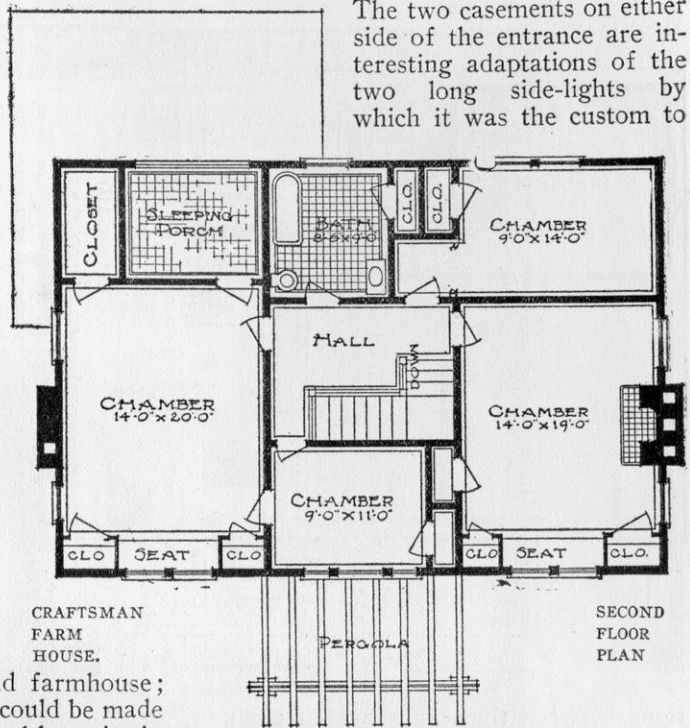 The two casements on either
side of the entrance are in-
teresting adaptations of the
two long side-lights by
which it was the custom to
CLOSET
SLEEPING
PORCH
BATH
8'-6"x9'-0"
CLO.
CLO.
CHAMBER
9'-0"x14'-0"
HALL
DOWN
CHAMBER
14'-0"x20'-0"
CHAMBER
14'-0"x19'-0"
CHAMBER
9'-0"x11'-0"
CLO
SEAT
CLO
CLO
SEAT
CLO.
PERGOLA
CRAFTSMAN
FARM
HOUSE.
SECOND
FLOOR
PLAN
farmhouse;
could be made